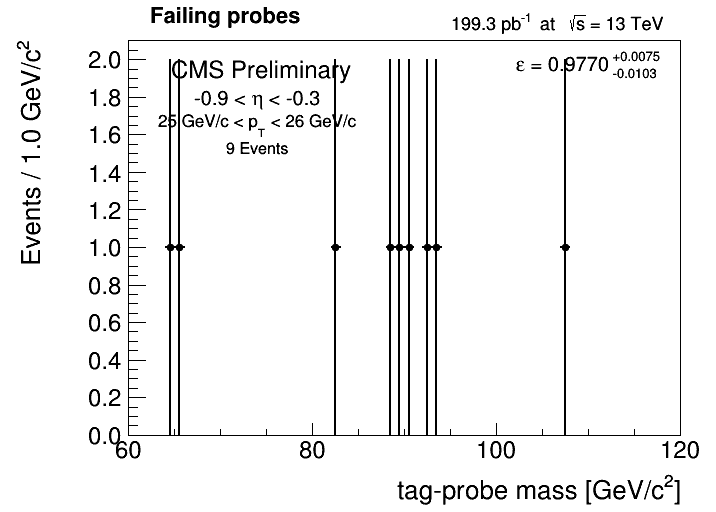 Failing probes
199.3 pb⁻¹ at √s = 13 TeV
CMS Preliminary
ε = 0.9770 +0.0075 -0.0103
-0.9 < η < -0.3
25 GeV/c < p_T < 26 GeV/c
9 Events
Events / 1.0 GeV/c²
2.0
1.8
1.6
1.4
1.2
1.0
0.8
0.6
0.4
0.2
0.0
60 80 100 120
tag-probe mass [GeV/c²]